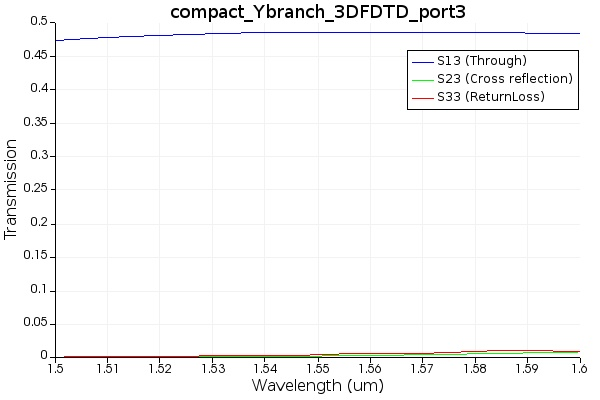 compact_Ybranch_3DFDTD_port3
0.5
0.45
0.4
0.35
0.3
0.25
0.2
0.15
0.1
0.05
0
Transmission
S13 (Through)
S23 (Cross reflection)
S33 (ReturnLoss)
1.5 1.51 1.52 1.53 1.54 1.55 1.56 1.57 1.58 1.59 1.6
Wavelength (um)